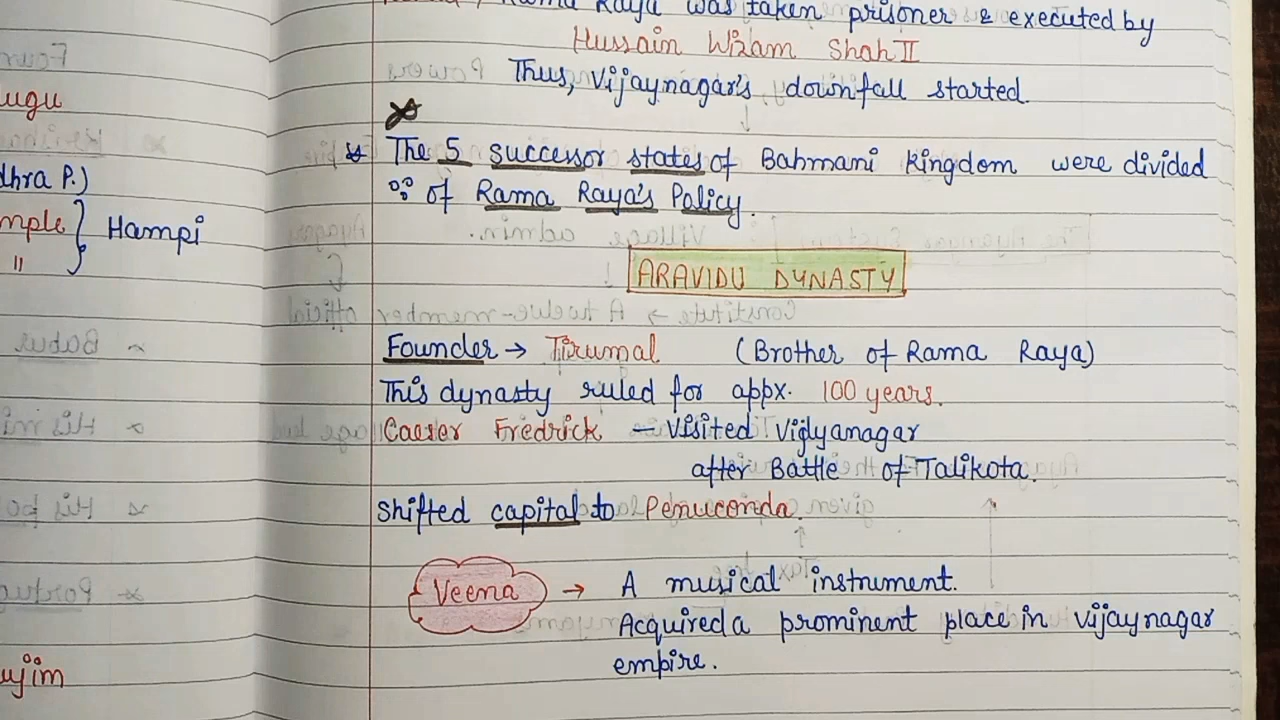 Rama Raya was taken prisoner & executed by
Hussain Nizam Shah II
Thus, Vijaynagar's downfall started.
The 5 successor states of Bahmani Kingdom were divided
∵ of Rama Raya's Policy.
ARAVIDU DYNASTY
Founder → Tirumal (Brother of Rama Raya)
This dynasty ruled for appx. 100 years.
Caeser Fredrick – Visited Vidyanagar
after Battle of Talikota.
Shifted capital to Penuconda.
Veena → A musical instrument.
Acquired a prominent place in Vijaynagar
empire.
ugu
dhra P.)
mple } Hampi
"
ujim